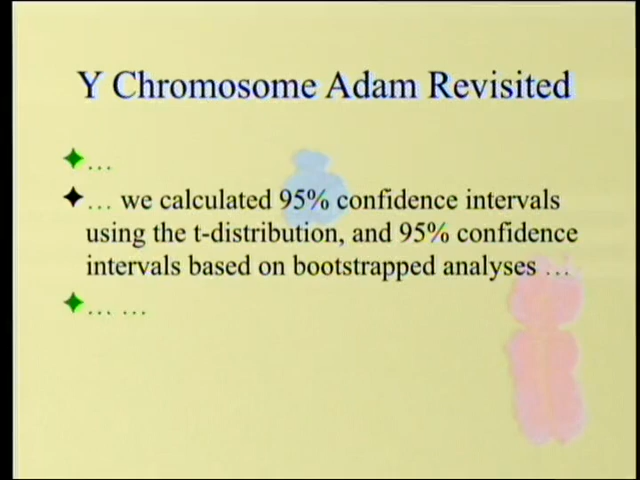 Y Chromosome Adam Revisited
…
… we calculated 95% confidence intervals
using the t-distribution, and 95% confidence
intervals based on bootstrapped analyses …
… …